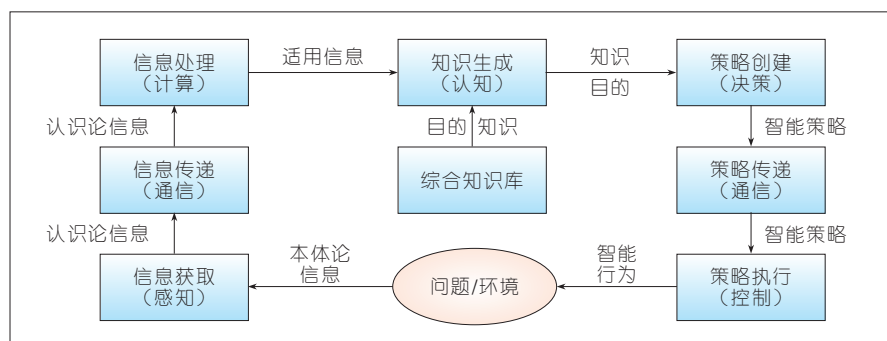 信息处理
（计算）
适用信息
知识生成
（认知）
知识
目的
策略创建
（决策）
认识论信息
目的 知识
智能策略
信息传递
（通信）
综合知识库
策略传递
（通信）
认识论信息
智能策略
本体论
信息
智能
行为
信息获取
（感知）
问题/环境
策略执行
（控制）